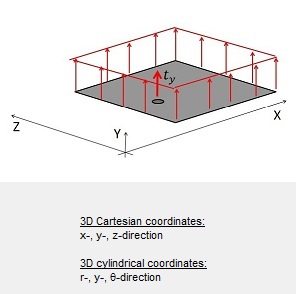 t_y
X
Z
Y
3D Cartesian coordinates:
x-, y-, z-direction
3D cylindrical coordinates:
r-, y-, θ-direction